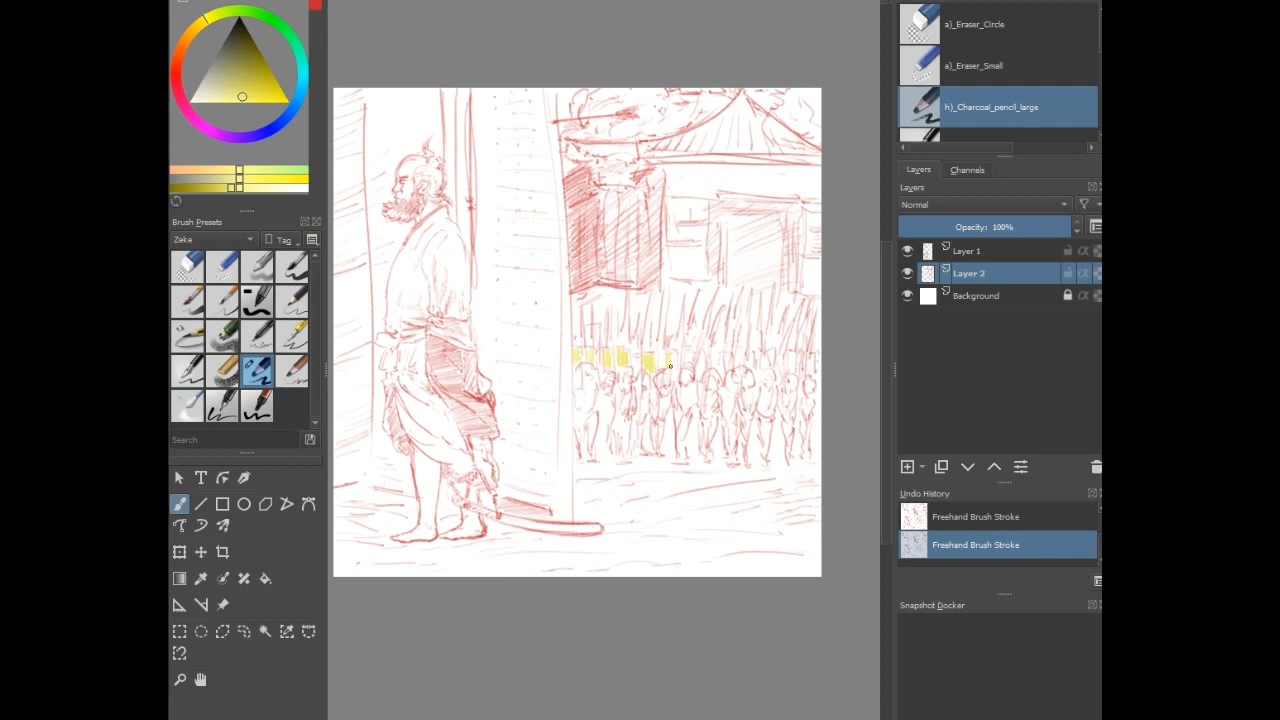 a)_Eraser_Circle
a)_Eraser_Small
h)_Charcoal_pencil_large
Layers
Channels
Layers
Normal
Opacity: 100%
Layer 1
Layer 2
Background
Undo History
Freehand Brush Stroke
Freehand Brush Stroke
Snapshot Docker
Brush Presets
Zeke
Tag
Search